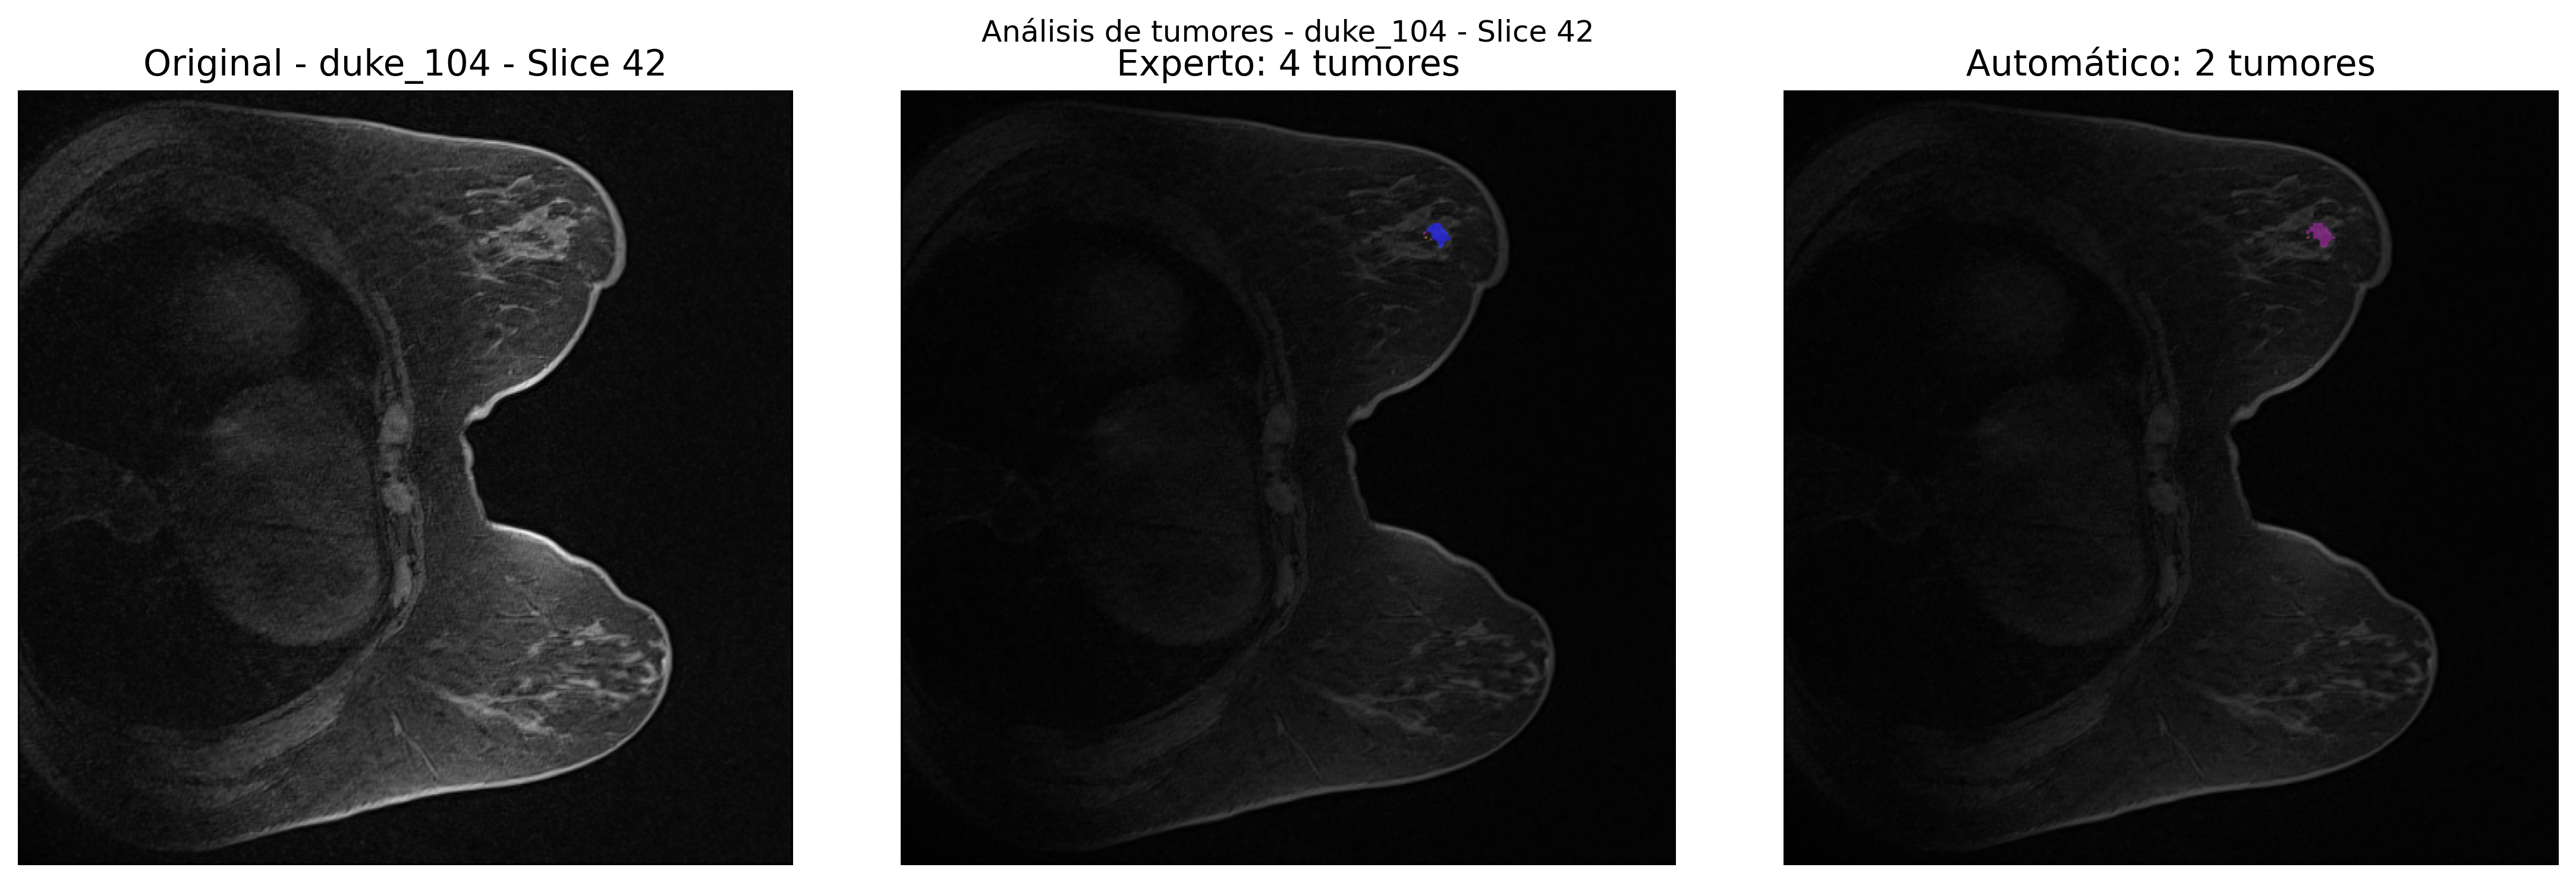 Análisis de tumores - duke_104 - Slice 42
Original - duke_104 - Slice 42
Experto: 4 tumores
Automático: 2 tumores